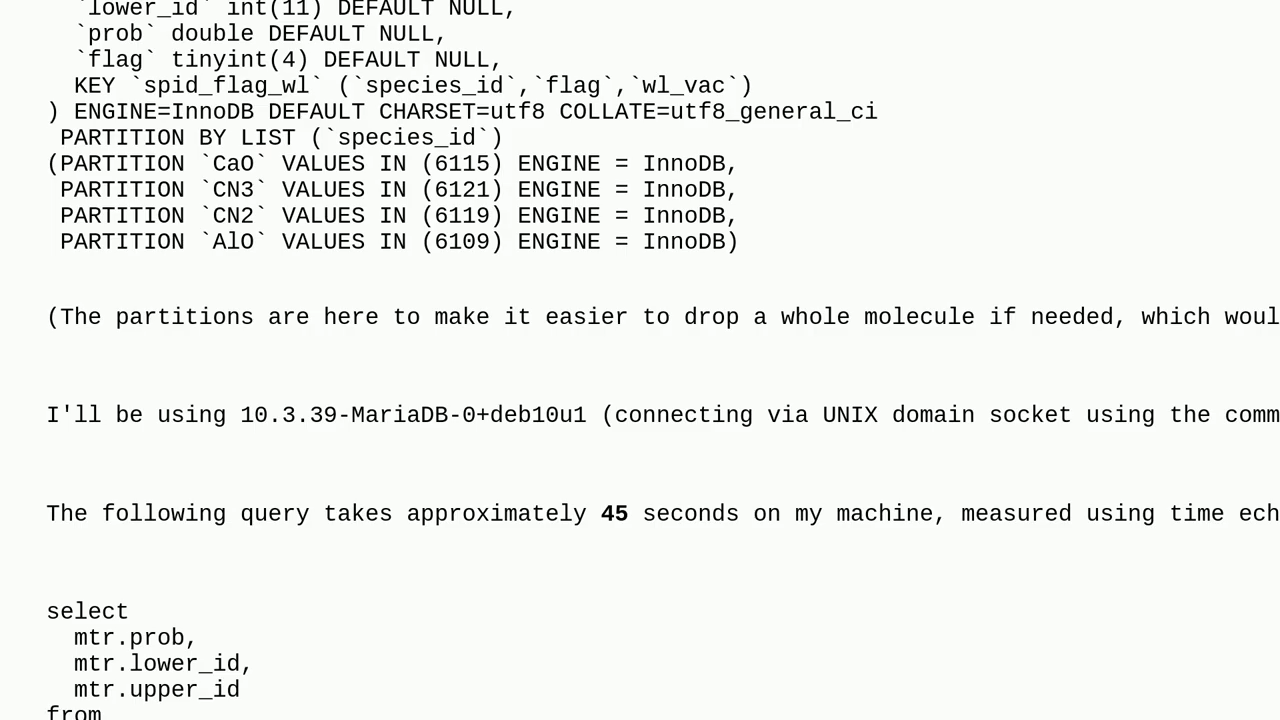 `lower_id` int(11) DEFAULT NULL,
`prob` double DEFAULT NULL,
`flag` tinyint(4) DEFAULT NULL,
KEY `spid_flag_wl` (`species_id`,`flag`,`wl_vac`)
) ENGINE=InnoDB DEFAULT CHARSET=utf8 COLLATE=utf8_general_ci
PARTITION BY LIST (`species_id`)
(PARTITION `CaO` VALUES IN (6115) ENGINE = InnoDB,
PARTITION `CN3` VALUES IN (6121) ENGINE = InnoDB,
PARTITION `CN2` VALUES IN (6119) ENGINE = InnoDB,
PARTITION `AlO` VALUES IN (6109) ENGINE = InnoDB)
(The partitions are here to make it easier to drop a whole molecule if needed, which woul
I'll be using 10.3.39-MariaDB-0+deb10u1 (connecting via UNIX domain socket using the comm
The following query takes approximately 45 seconds on my machine, measured using time ech
select
mtr.prob,
mtr.lower_id,
mtr.upper_id
from